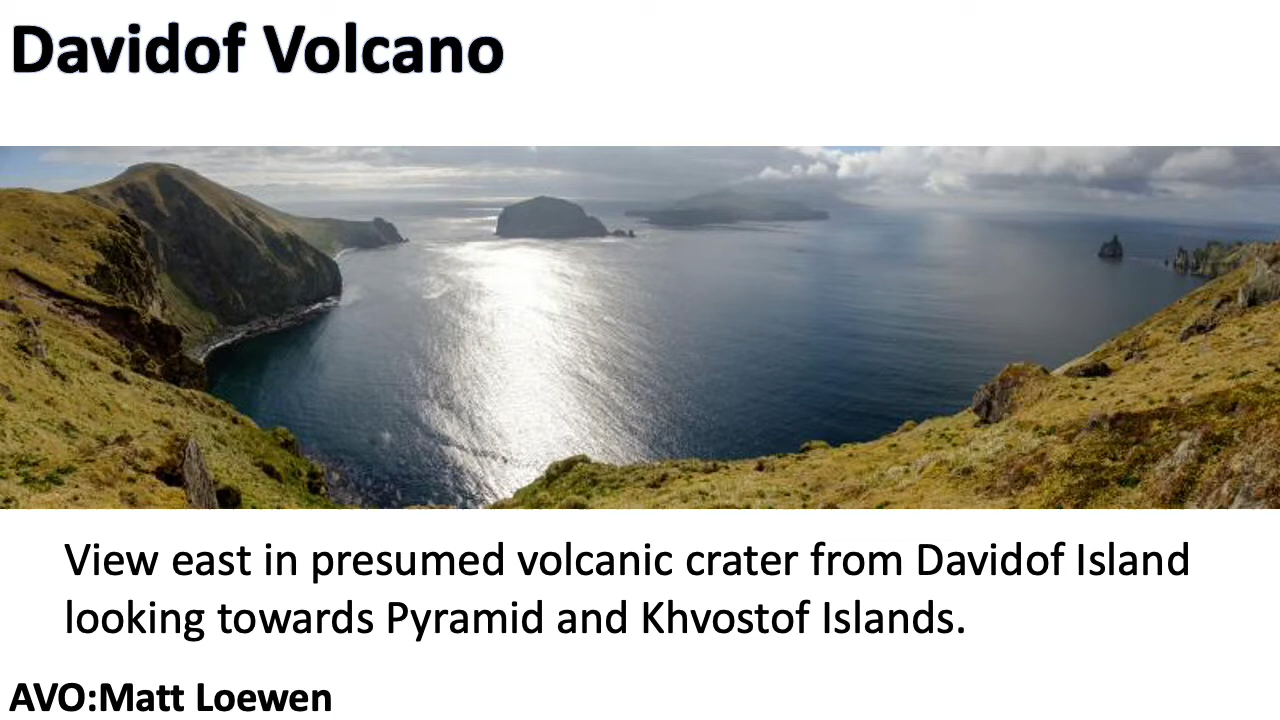 Davidof Volcano
View east in presumed volcanic crater from Davidof Island
looking towards Pyramid and Khvostof Islands.
AVO:Matt Loewen